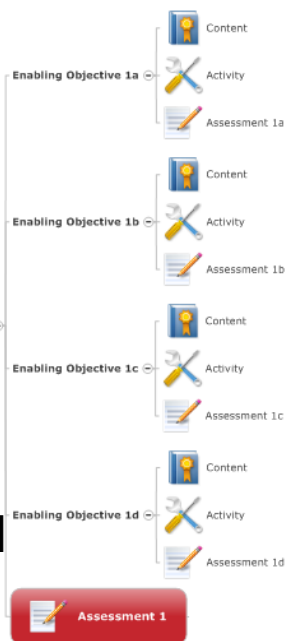 Content
Enabling Objective 1a
Activity
Assessment 1a
Content
Enabling Objective 1b
Activity
Assessment 1b
Content
Enabling Objective 1c
Activity
Assessment 1c
Content
Enabling Objective 1d
Activity
Assessment 1d
Assessment 1